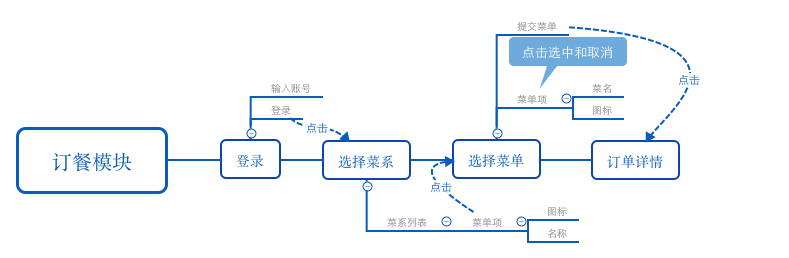 提交菜单
点击选中和取消
点击
输入账号
菜名
菜单项
登录
图标
点击
订餐模块
登录
选择菜系
选择菜单
订单详情
点击
图标
菜系列表
菜单项
名称